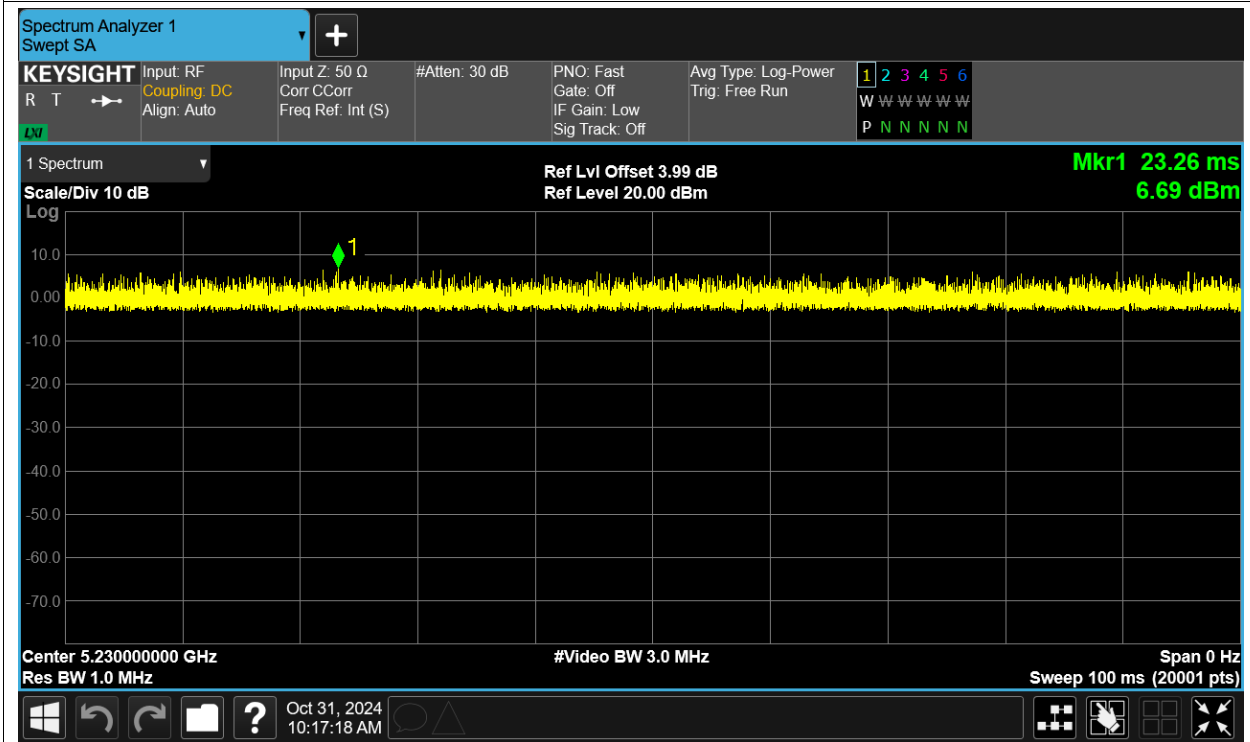 Spectrum Analyzer 1
Swept SA
+
KEYSIGHT
R T
LXI
Input: RF
Coupling: DC
Align: Auto
Input Z: 50 Ω
Corr CCorr
Freq Ref: Int (S)
#Atten: 30 dB
PNO: Fast
Gate: Off
IF Gain: Low
Sig Track: Off
Avg Type: Log-Power
Trig: Free Run
1 2 3 4 5 6
W W W W W W
P N N N N N
1 Spectrum
Scale/Div 10 dB
Log
Ref Lvl Offset 3.99 dB
Ref Level 20.00 dBm
Mkr1 23.26 ms
6.69 dBm
1
10.0
0.00
-10.0
-20.0
-30.0
-40.0
-50.0
-60.0
-70.0
Center 5.230000000 GHz
Res BW 1.0 MHz
#Video BW 3.0 MHz
Span 0 Hz
Sweep 100 ms (20001 pts)
?
Oct 31, 2024
10:17:18 AM